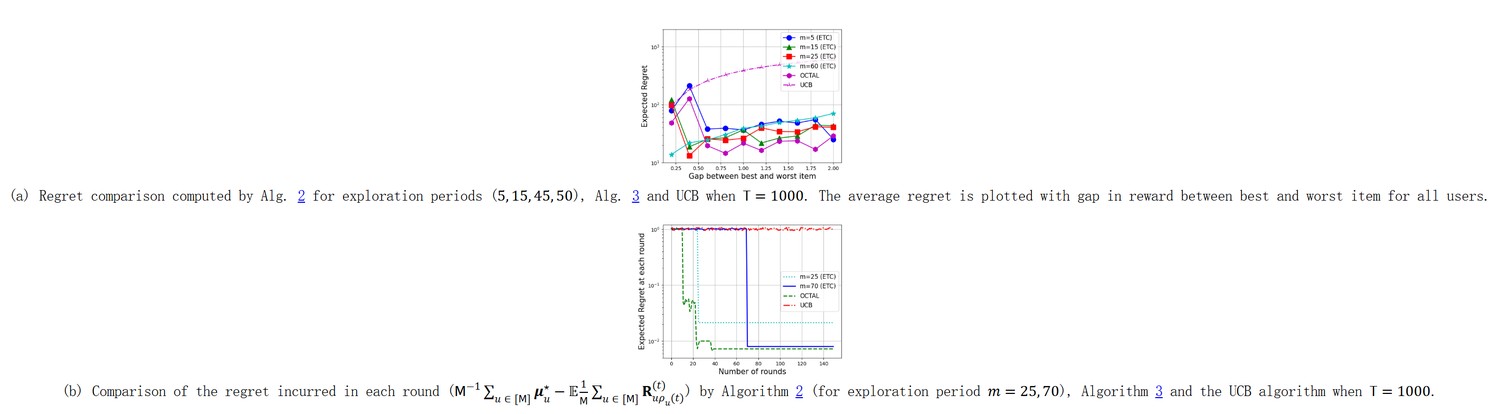 m=5 (ETC)
m=15 (ETC)
m=25 (ETC)
m=60 (ETC)
OCTAL
UCB
Expected Regret
10³
10²
10¹
0.25 0.50 0.75 1.00 1.25 1.50 1.75 2.00
Gap between best and worst item
(a) Regret comparison computed by Alg. 2 for exploration periods (5, 15, 45, 50), Alg. 3 and UCB when T = 1000. The average regret is plotted with gap in reward between best and worst item for all users.
Expected Regret at each round
10⁰
10⁻¹
10⁻²
m=25 (ETC)
m=70 (ETC)
OCTAL
UCB
0 20 40 60 80 100 120 140
Number of rounds
(b) Comparison of the regret incurred in each round (M⁻¹ ∑_{u ∈ [M]} μ*_u − 𝔼 1/M ∑_{u ∈ [M]} R^{(t)}_{uρ_u(t)}) by Algorithm 2 (for exploration period m = 25, 70), Algorithm 3 and the UCB algorithm when T = 1000.